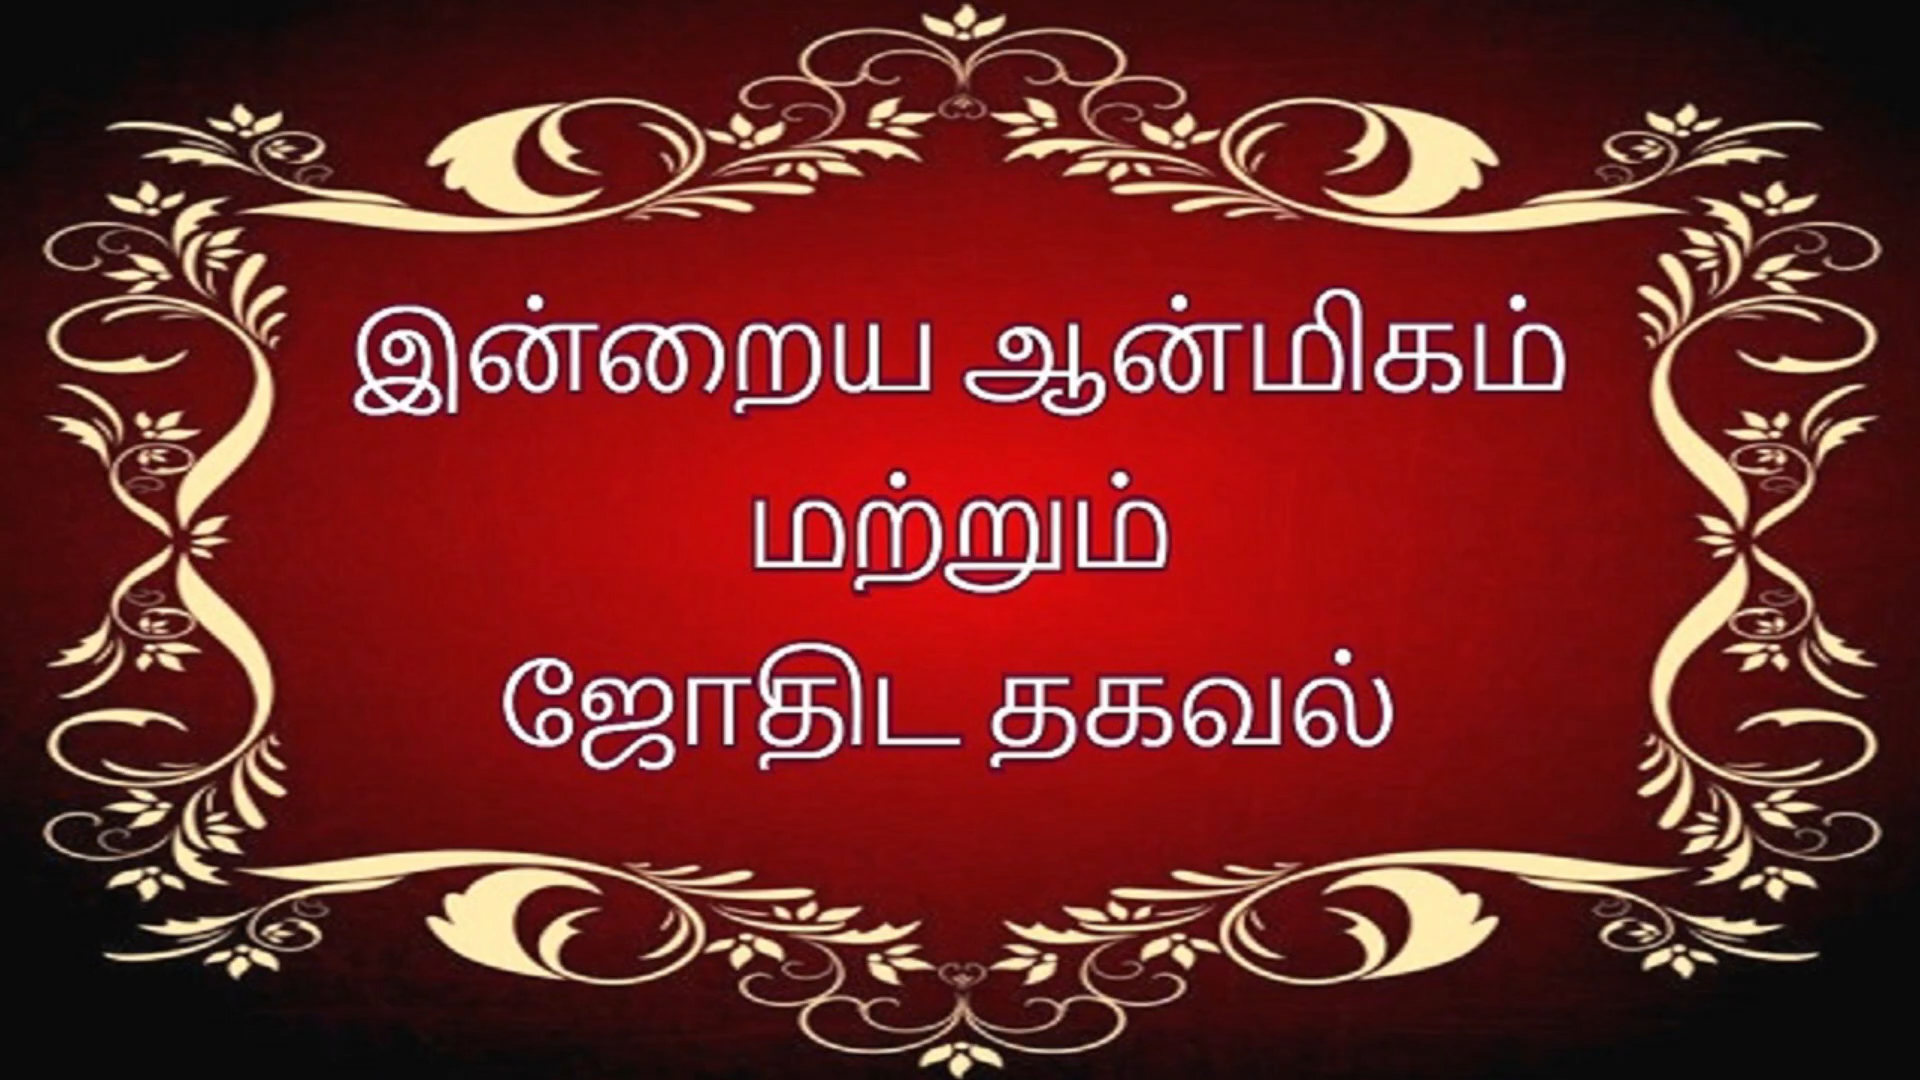 இன்றைய ஆன்மிகம்
மற்றும்
ஜோதிட தகவல்